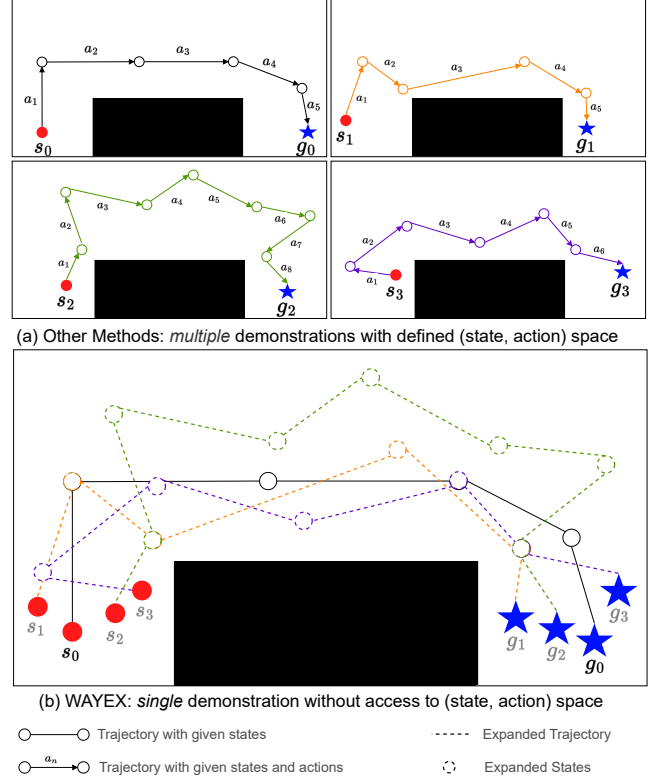 a₂ a₃ a₄
a₁ a₅
s₀ g₀
a₂ a₃ a₄
a₁ a₅
s₁ g₁
a₃ a₄ a₅ a₆
a₂ a₇
a₁ a₈
s₂ g₂
a₃ a₄ a₅
a₂ a₆
a₁
s₃ g₃
(a) Other Methods: multiple demonstrations with defined (state, action) space
s₁ s₀ s₂ s₃ g₁ g₂ g₀ g₃
(b) WAYEX: single demonstration without access to (state, action) space
Trajectory with given states
Expanded Trajectory
aₙ
Trajectory with given states and actions
Expanded States